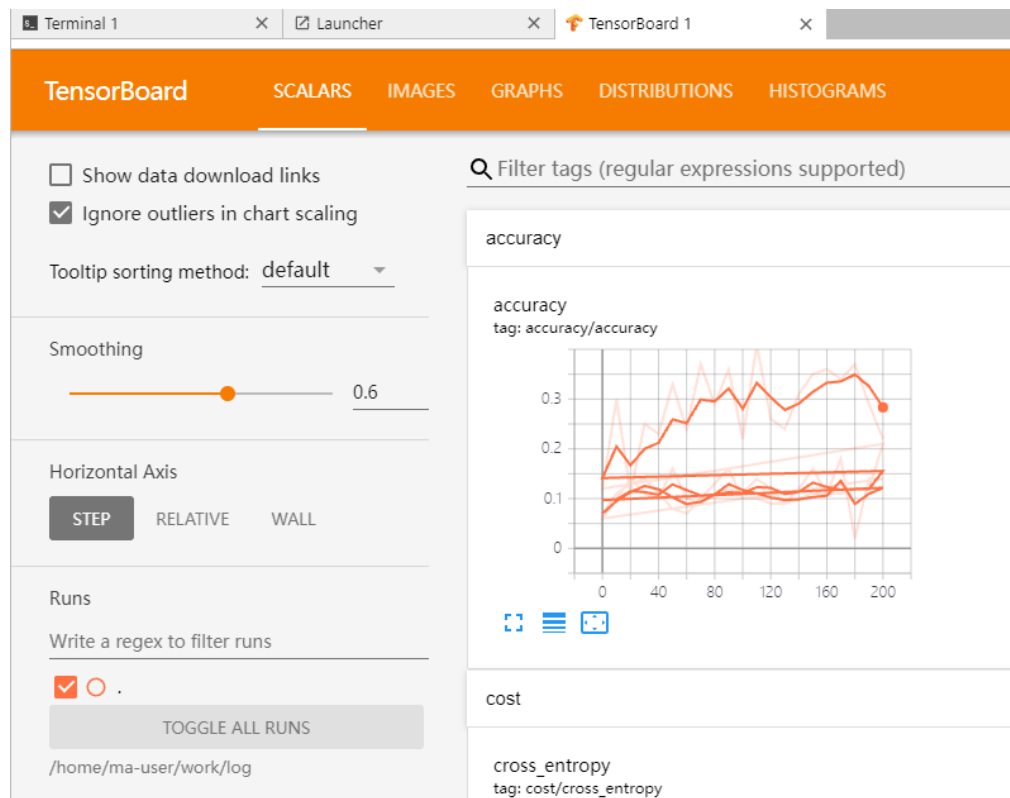 Terminal 1
Launcher
TensorBoard 1
TensorBoard
SCALARS
IMAGES
GRAPHS
DISTRIBUTIONS
HISTOGRAMS
Show data download links
Ignore outliers in chart scaling
Tooltip sorting method: default
Smoothing
0.6
Horizontal Axis
STEP
RELATIVE
WALL
Runs
Write a regex to filter runs
.
TOGGLE ALL RUNS
/home/ma-user/work/log
Filter tags (regular expressions supported)
accuracy
accuracy
tag: accuracy/accuracy
0.3
0.2
0.1
0
0 40 80 120 160 200
cost
cross_entropy
tag: cost/cross_entropy